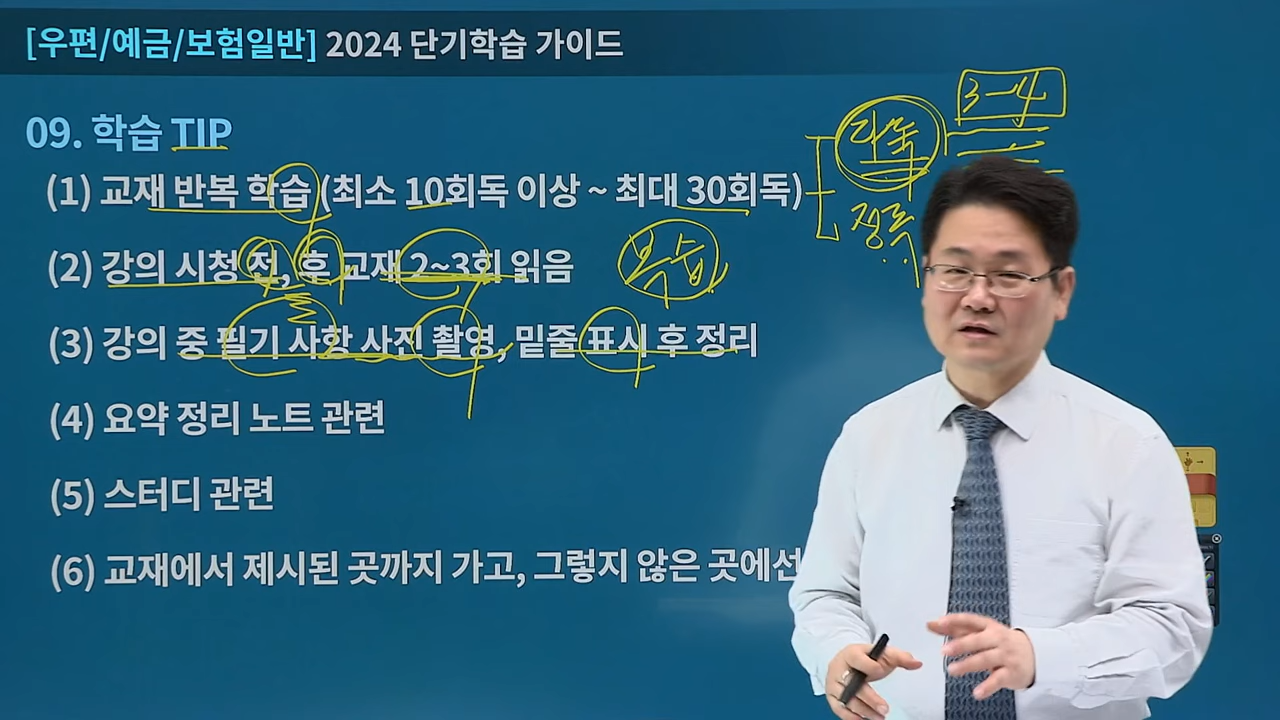 [우편/예금/보험일반] 2024 단기학습 가이드
09. 학습 TIP
3-4
다독
(1) 교재 반복 학습 (최소 10회독 이상 ~ 최대 30회독)
정독
(2) 강의 시청 전, 후 교재 2~3회 읽음
복습
(3) 강의 중 필기 사항 사진 촬영, 밑줄 표시 후 정리
(4) 요약 정리 노트 관련
(5) 스터디 관련
(6) 교재에서 제시된 곳까지 가고, 그렇지 않은 곳에선